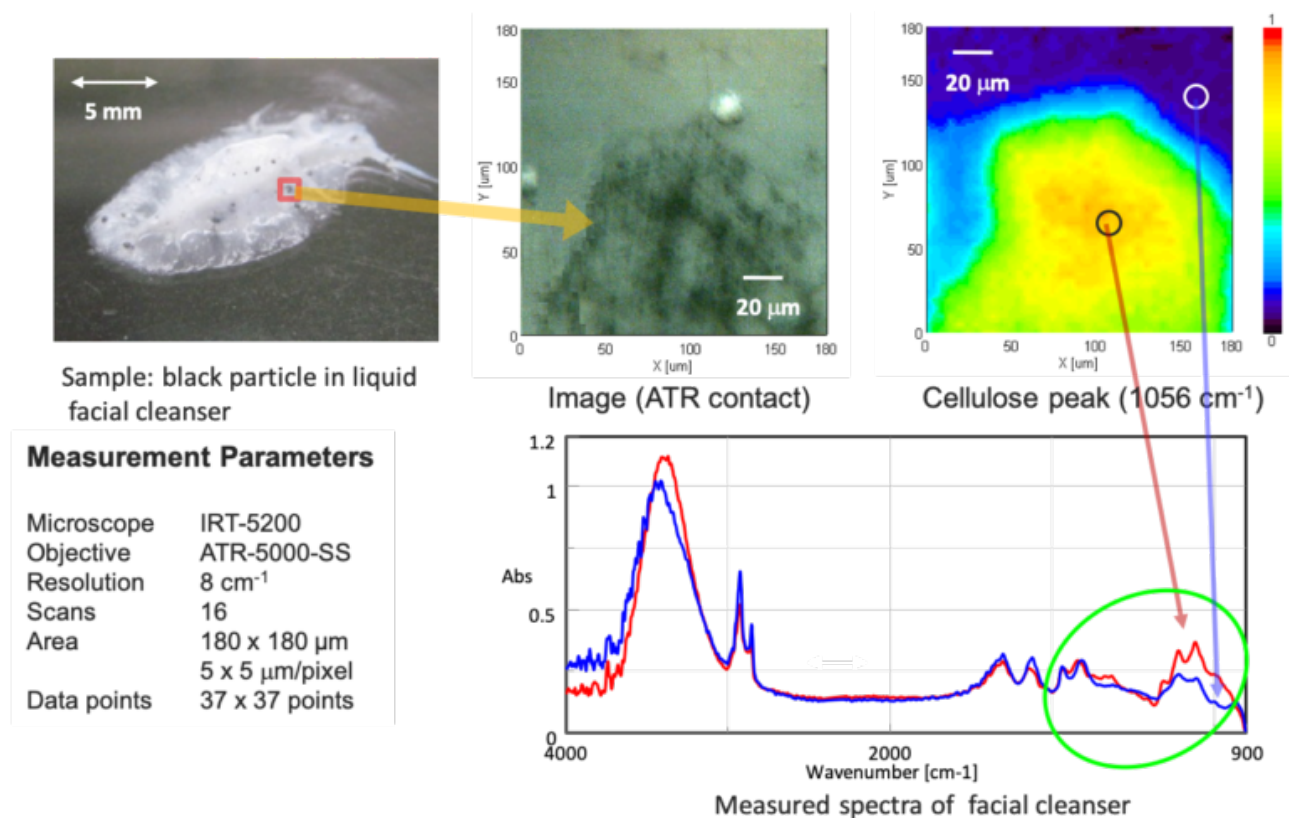 5 mm
Sample: black particle in liquid
facial cleanser
180
150
100
50
0
Y [um]
0
50
100
150
180
X [um]
20 μm
Image (ATR contact)
180
150
100
50
0
Y [um]
0
50
100
150
180
X [um]
20 μm
1
0
Cellulose peak (1056 cm-1)
Measurement Parameters
Microscope IRT-5200
Objective ATR-5000-SS
Resolution 8 cm-1
Scans 16
Area 180 x 180 μm
5 x 5 μm/pixel
Data points 37 x 37 points
1.2
1
Abs
0.5
0
4000
2000
900
Wavenumber [cm-1]
Measured spectra of facial cleanser